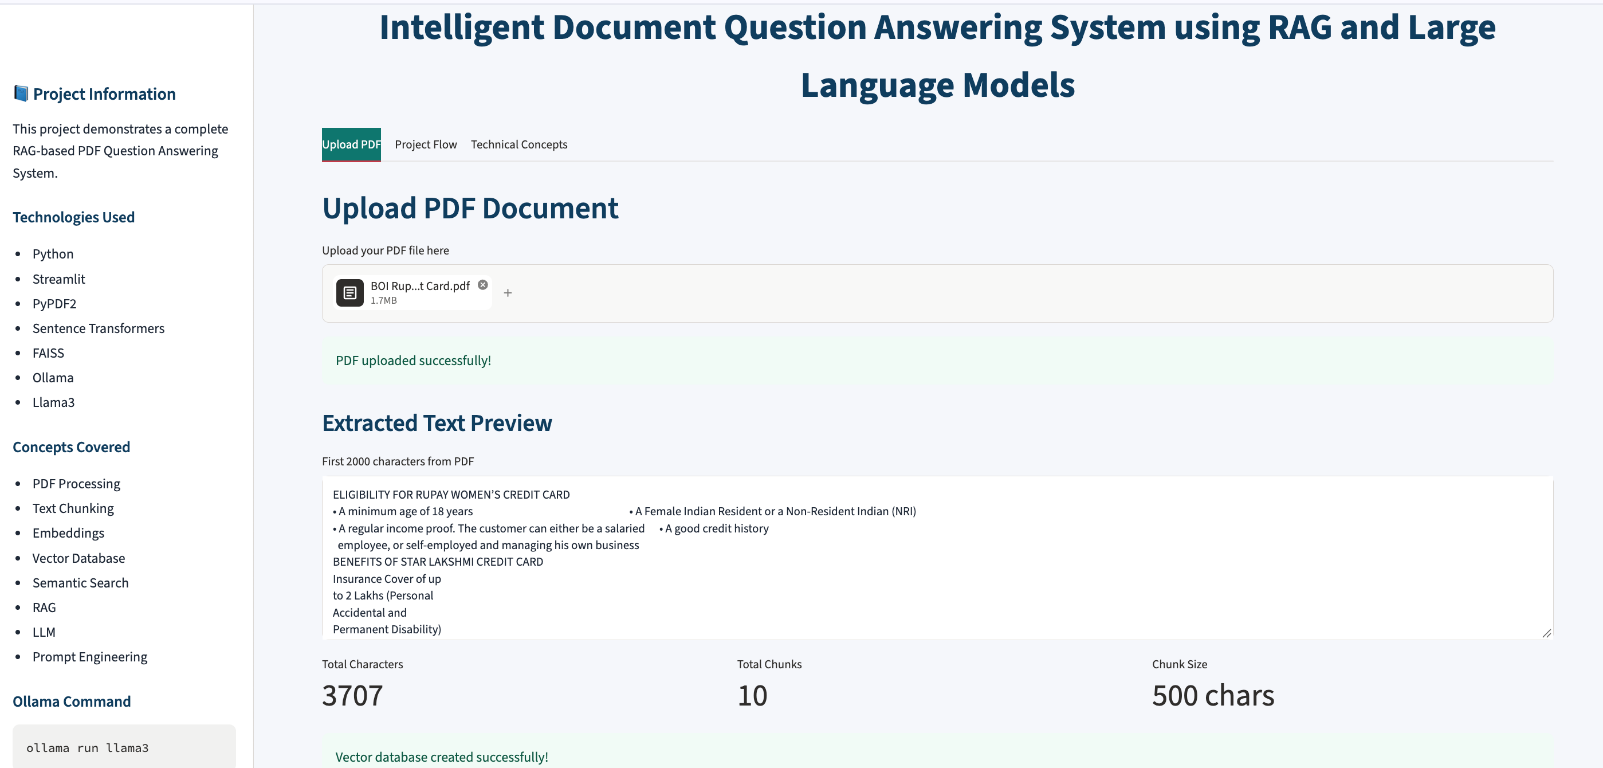 Intelligent Document Question Answering System using RAG and Large
Language Models
Project Information
This project demonstrates a complete
RAG-based PDF Question Answering
System.
Technologies Used
• Python
• Streamlit
• PyPDF2
• Sentence Transformers
• FAISS
• Ollama
• Llama3
Concepts Covered
• PDF Processing
• Text Chunking
• Embeddings
• Vector Database
• Semantic Search
• RAG
• LLM
• Prompt Engineering
Ollama Command
ollama run llama3
Upload PDF Project Flow Technical Concepts
Upload PDF Document
Upload your PDF file here
BOI Rup...t Card.pdf
1.7MB
+
PDF uploaded successfully!
Extracted Text Preview
First 2000 characters from PDF
ELIGIBILITY FOR RUPAY WOMEN'S CREDIT CARD
• A minimum age of 18 years • A Female Indian Resident or a Non-Resident Indian (NRI)
• A regular income proof. The customer can either be a salaried • A good credit history
employee, or self-employed and managing his own business
BENEFITS OF STAR LAKSHMI CREDIT CARD
Insurance Cover of up
to 2 Lakhs (Personal
Accidental and
Permanent Disability)
Total Characters Total Chunks Chunk Size
3707 10 500 chars
Vector database created successfully!